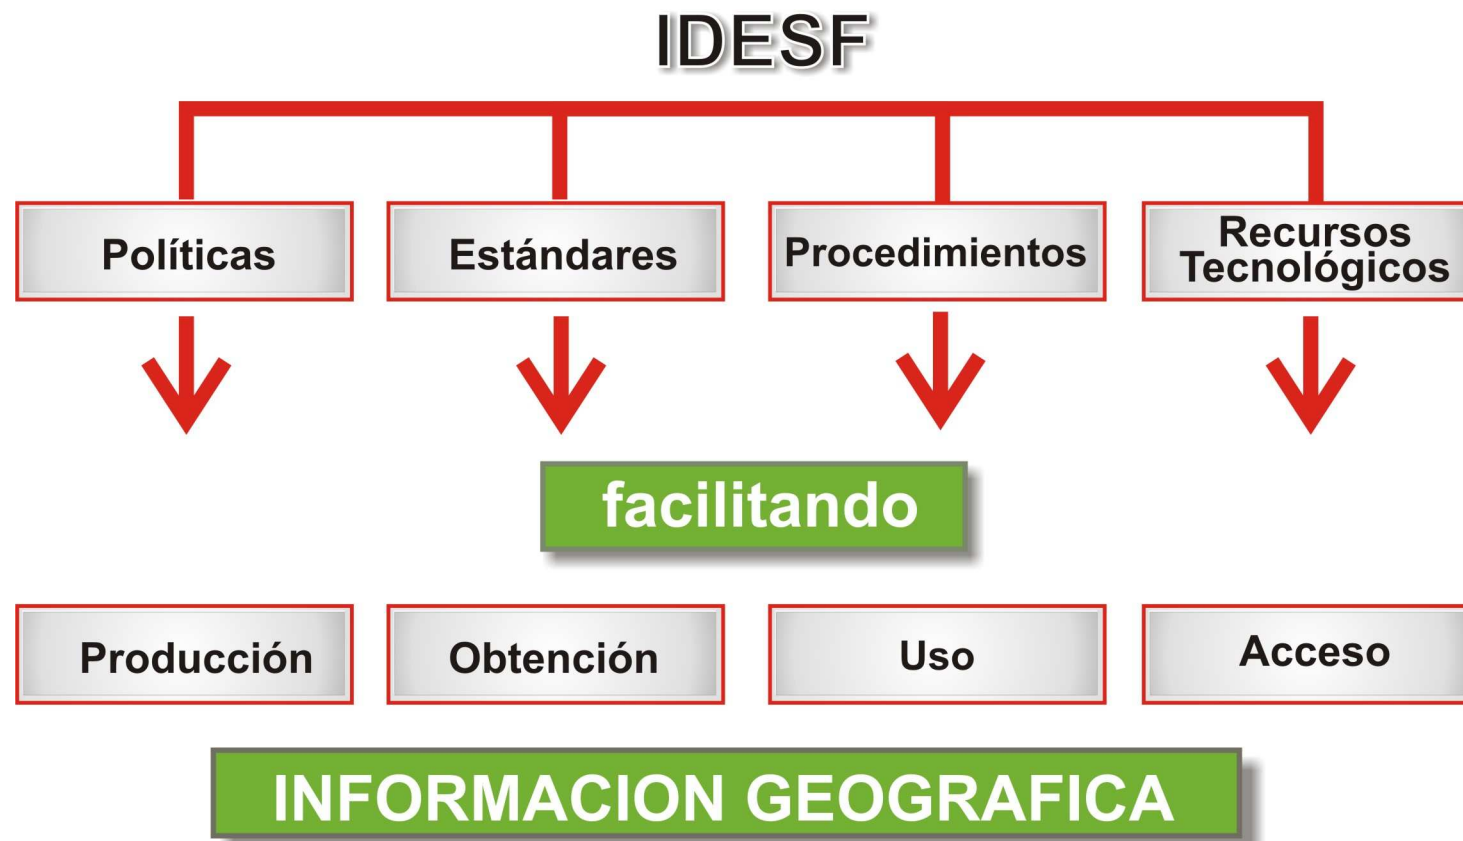 IDESF
Políticas
Estándares
Procedimientos
Recursos
Tecnológicos
facilitando
Producción
Obtención
Uso
Acceso
INFORMACION GEOGRAFICA